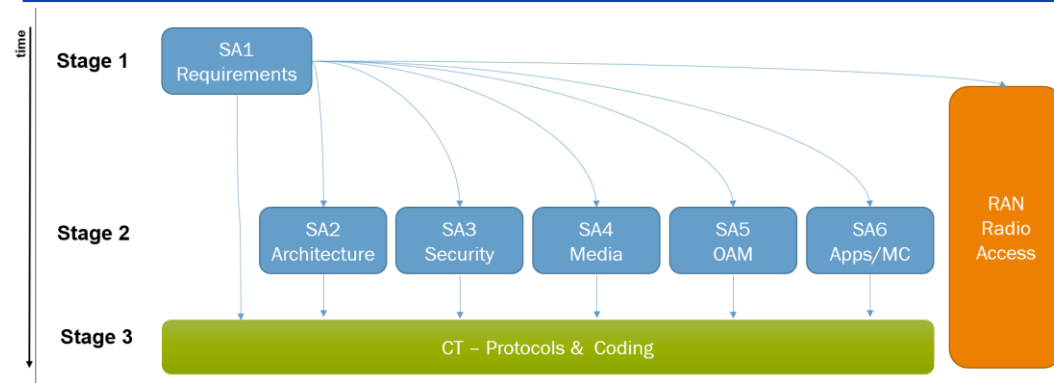 time
Stage 1
SA1
Requirements
Stage 2
SA2
Architecture
SA3
Security
SA4
Media
SA5
OAM
SA6
Apps/MC
RAN
Radio
Access
Stage 3
CT – Protocols & Coding